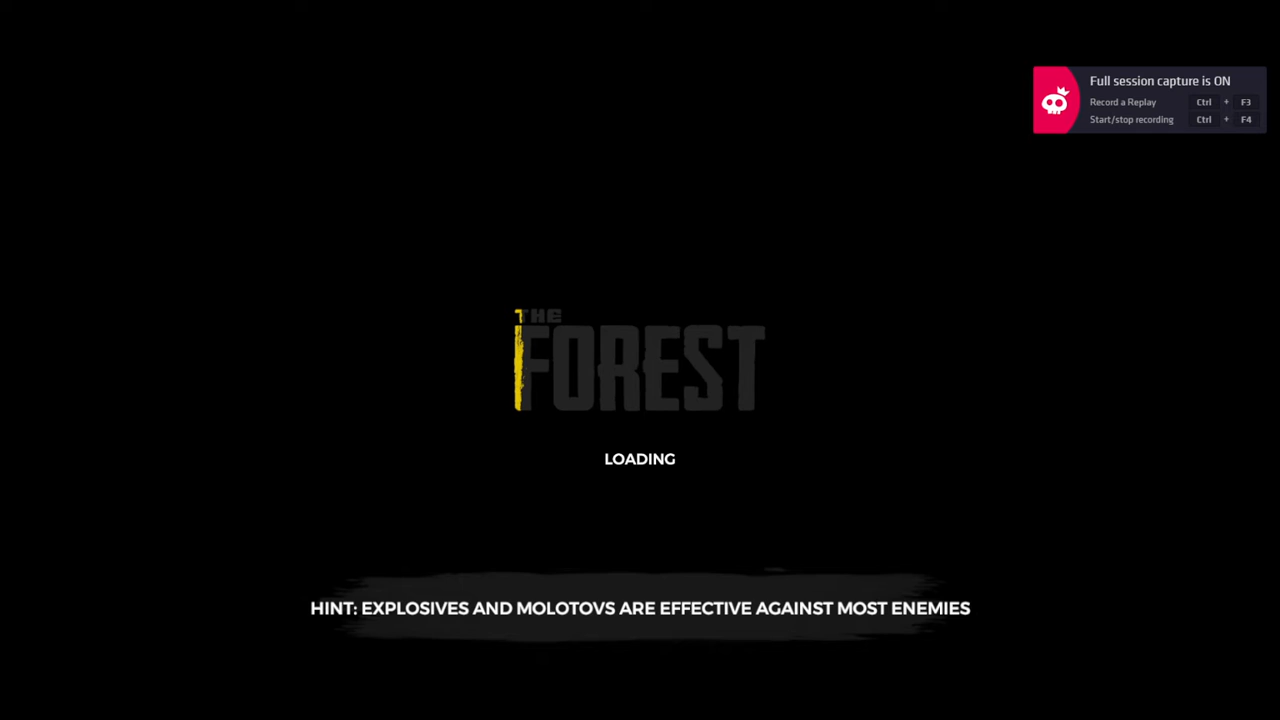 Full session capture is ON
Record a Replay Ctrl + F3
Start/stop recording Ctrl + F4
THE
FOREST
LOADING
HINT: EXPLOSIVES AND MOLOTOVS ARE EFFECTIVE AGAINST MOST ENEMIES